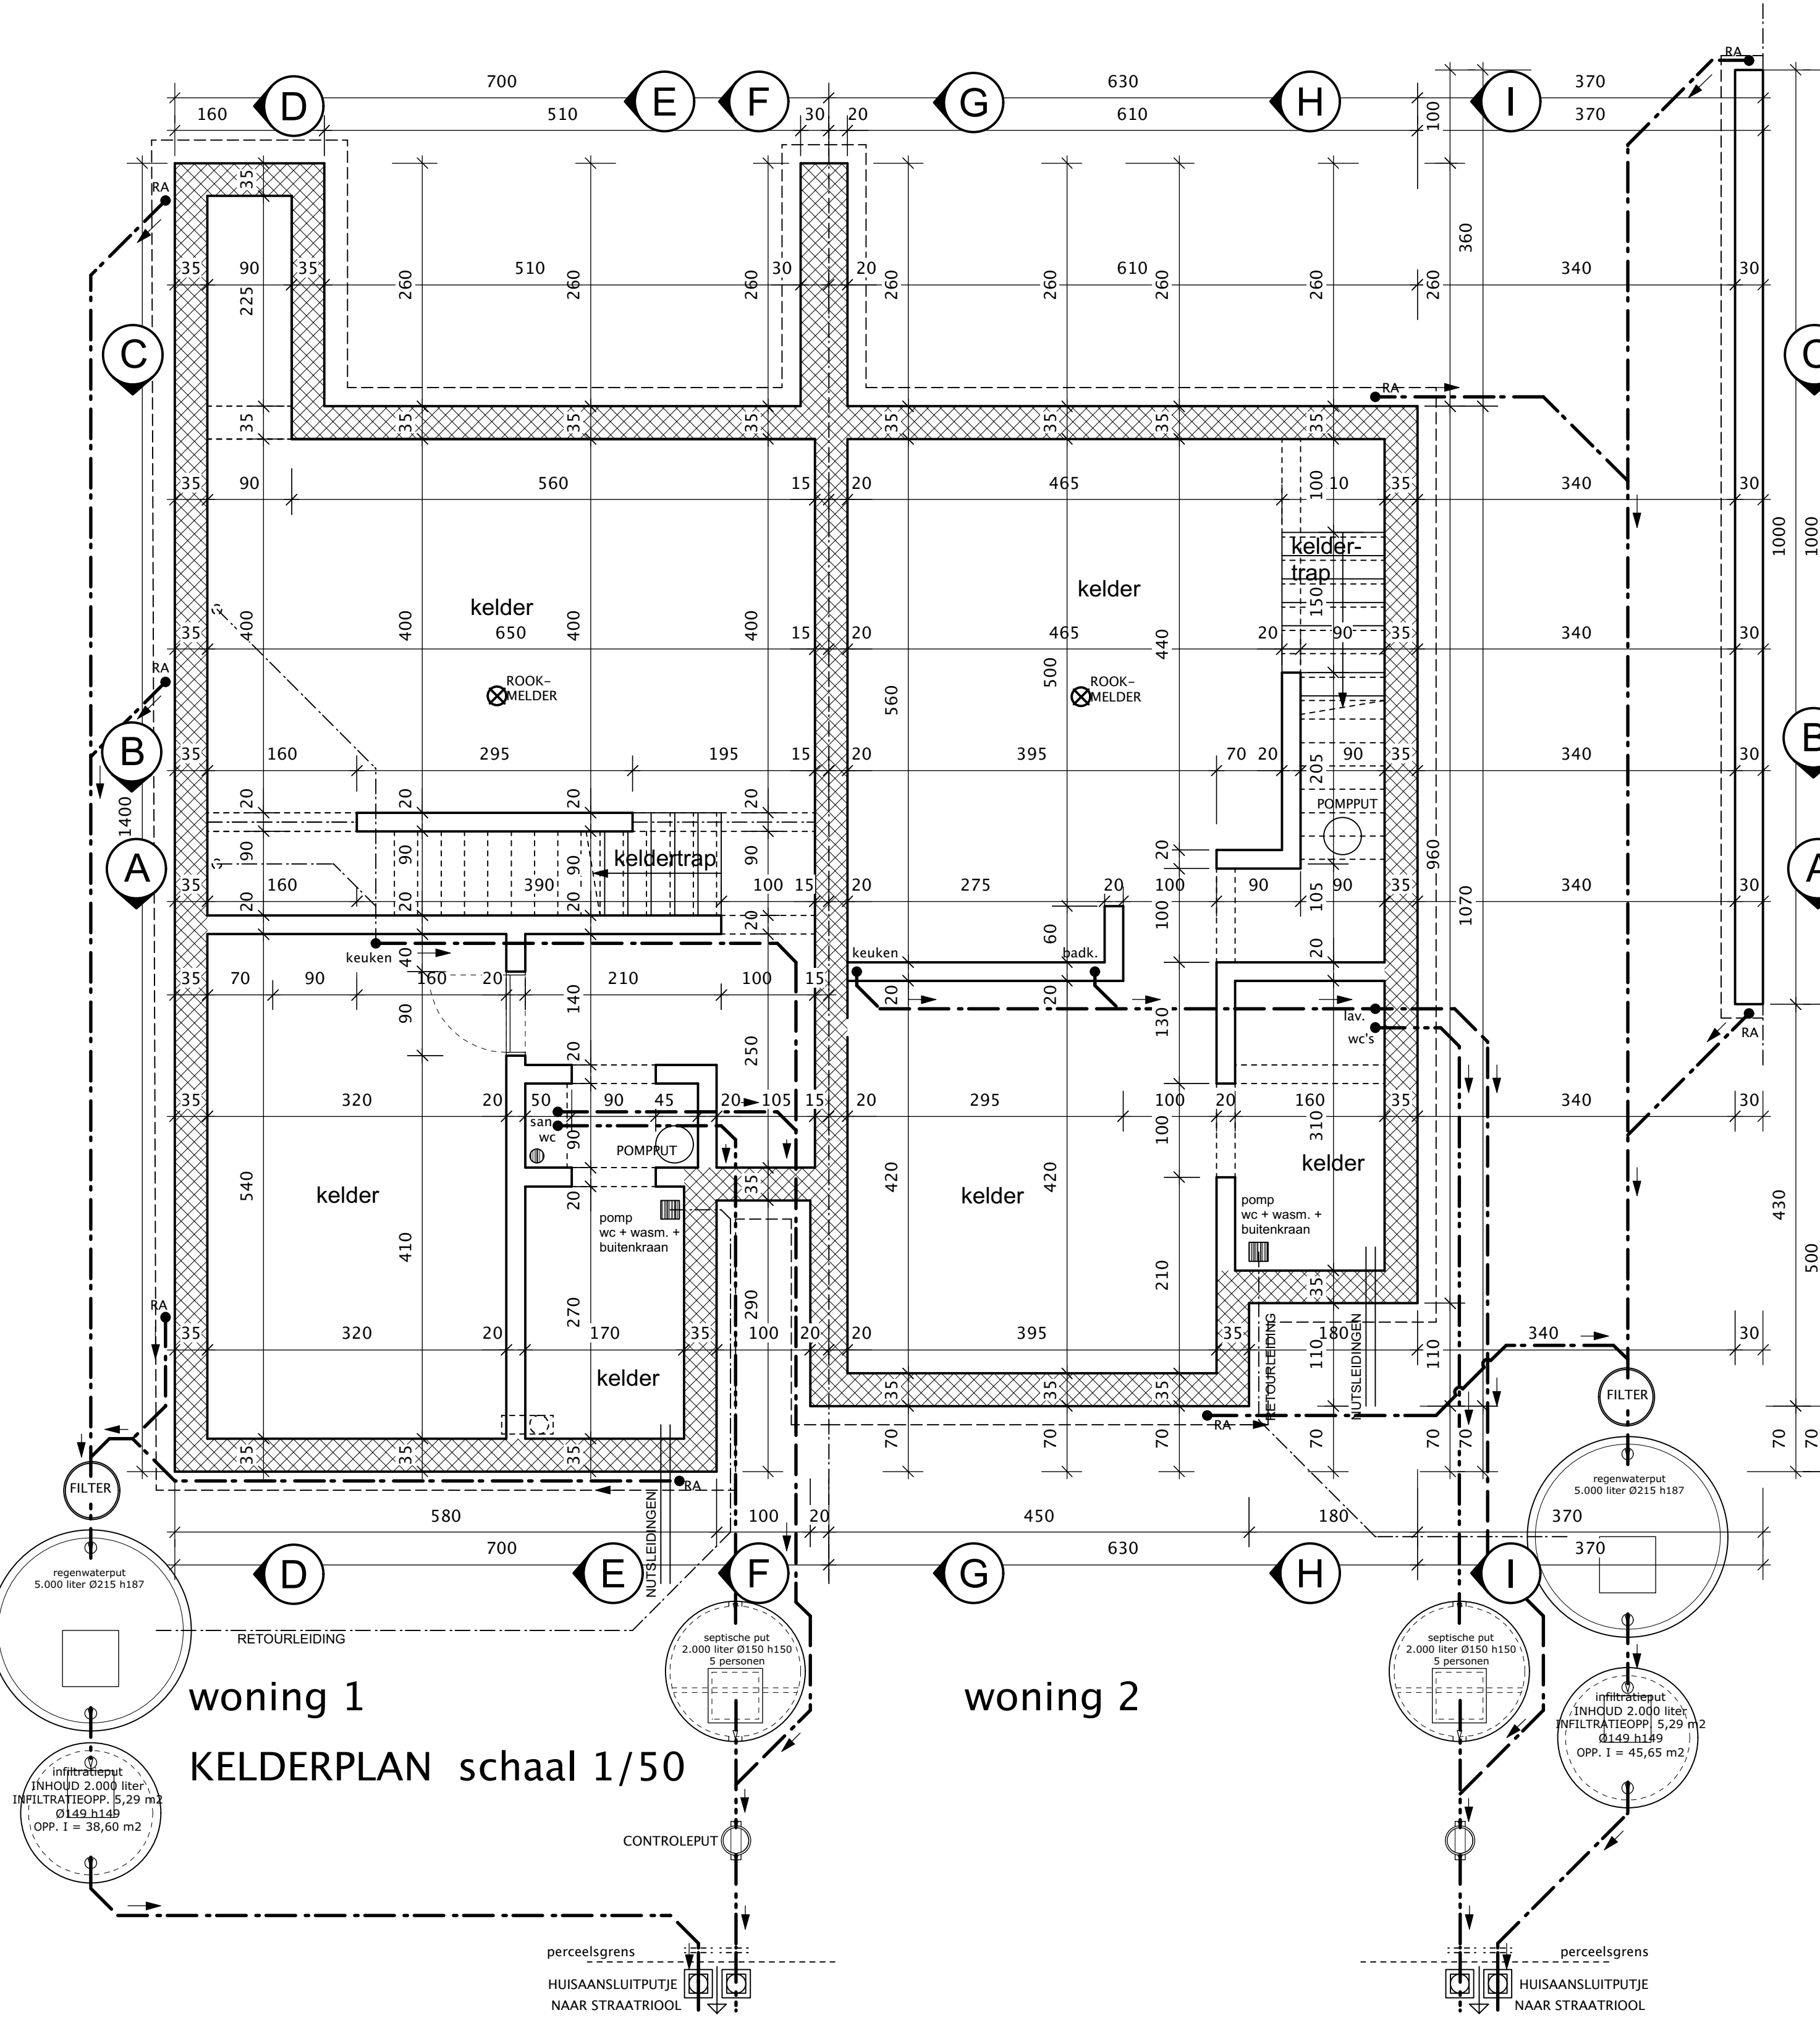 RA
700
630
370
D
E
F
G
H
I
160
510
30
20
610
100
370
RA
35
360
35
90
35
510
30
20
610
340
30
225
260
260
260
260
260
260
260
260
C
C
RA
35
35
35
35
35
35
35
35
35
90
560
15
20
465
100
10
35
340
30
1000
1000
kelder-
trap
kelder
kelder
150
35
400
400
650
400
400
15
20
465
440
20
90
35
340
30
RA
ROOK-
MELDER
ROOK-
MELDER
500
560
B
B
35
160
295
195
15
20
395
70
20
205
90
35
340
30
1400
20
20
20
20
POMPPUT
A
A
90
90
90
keldertrap
90
20
960
35
160
390
100
15
20
275
20
100
90
105
90
35
340
30
1070
20
20
20
20
100
60
20
keuken
40
keuken
badk.
35
70
90
160
20
210
100
15
90
140
20
20
130
lav.
wc's
RA
20
250
35
320
20
50
90
45
20
105
15
20
295
100
20
160
35
340
30
san.
wc
90
POMPPUT
100
310
kelder
540
kelder
420
kelder
420
430
35
20
pomp
wc + wasm. +
buitenkraan
pomp
wc + wasm. +
buitenkraan
410
210
500
270
290
35
RA
35
320
20
170
35
100
20
20
395
35
180
340
30
110
110
RETOURLEIDING
NUTSLEIDINGEN
kelder
35
35
35
FILTER
RA
35
35
70
70
70
70
70
70
70
70
FILTER
RA
NUTSLEIDINGEN
regenwaterput
5.000 liter Ø215 h187
580
100
20
450
180
370
700
630
370
D
E
F
G
H
I
regenwaterput
5.000 liter Ø215 h187
RETOURLEIDING
septische put
2.000 liter Ø150 h150
5 personen
septische put
2.000 liter Ø150 h150
5 personen
woning 1
woning 2
infiltratieput
INHOUD 2.000 liter
INFILTRATIEOPP. 5,29 m2
Ø149 h149
OPP. I = 45,65 m2
KELDERPLAN schaal 1/50
infiltratieput
INHOUD 2.000 liter
INFILTRATIEOPP. 5,29 m2
Ø149 h149
OPP. I = 38,60 m2
CONTROLEPUT
perceelsgrens
perceelsgrens
HUISAANSLUITPUTJE
NAAR STRAATRIOOL
HUISAANSLUITPUTJE
NAAR STRAATRIOOL